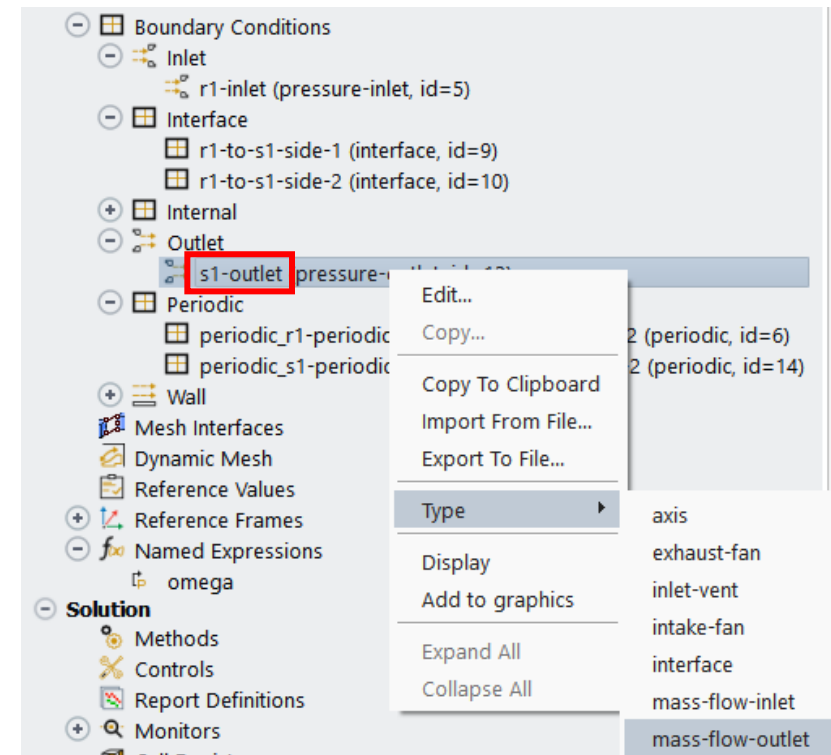 Boundary Conditions
Inlet
r1-inlet (pressure-inlet, id=5)
Interface
r1-to-s1-side-1 (interface, id=9)
r1-to-s1-side-2 (interface, id=10)
Internal
Outlet
s1-outlet
Periodic
periodic_r1-periodic 2 (periodic, id=6)
periodic_s1-periodic 2 (periodic, id=14)
Wall
Mesh Interfaces
Dynamic Mesh
Reference Values
Reference Frames
Named Expressions
omega
Solution
Methods
Controls
Report Definitions
Monitors
Edit...
Copy...
Copy To Clipboard
Import From File...
Export To File...
Type
Display
Add to graphics
Expand All
Collapse All
axis
exhaust-fan
inlet-vent
intake-fan
interface
mass-flow-inlet
mass-flow-outlet